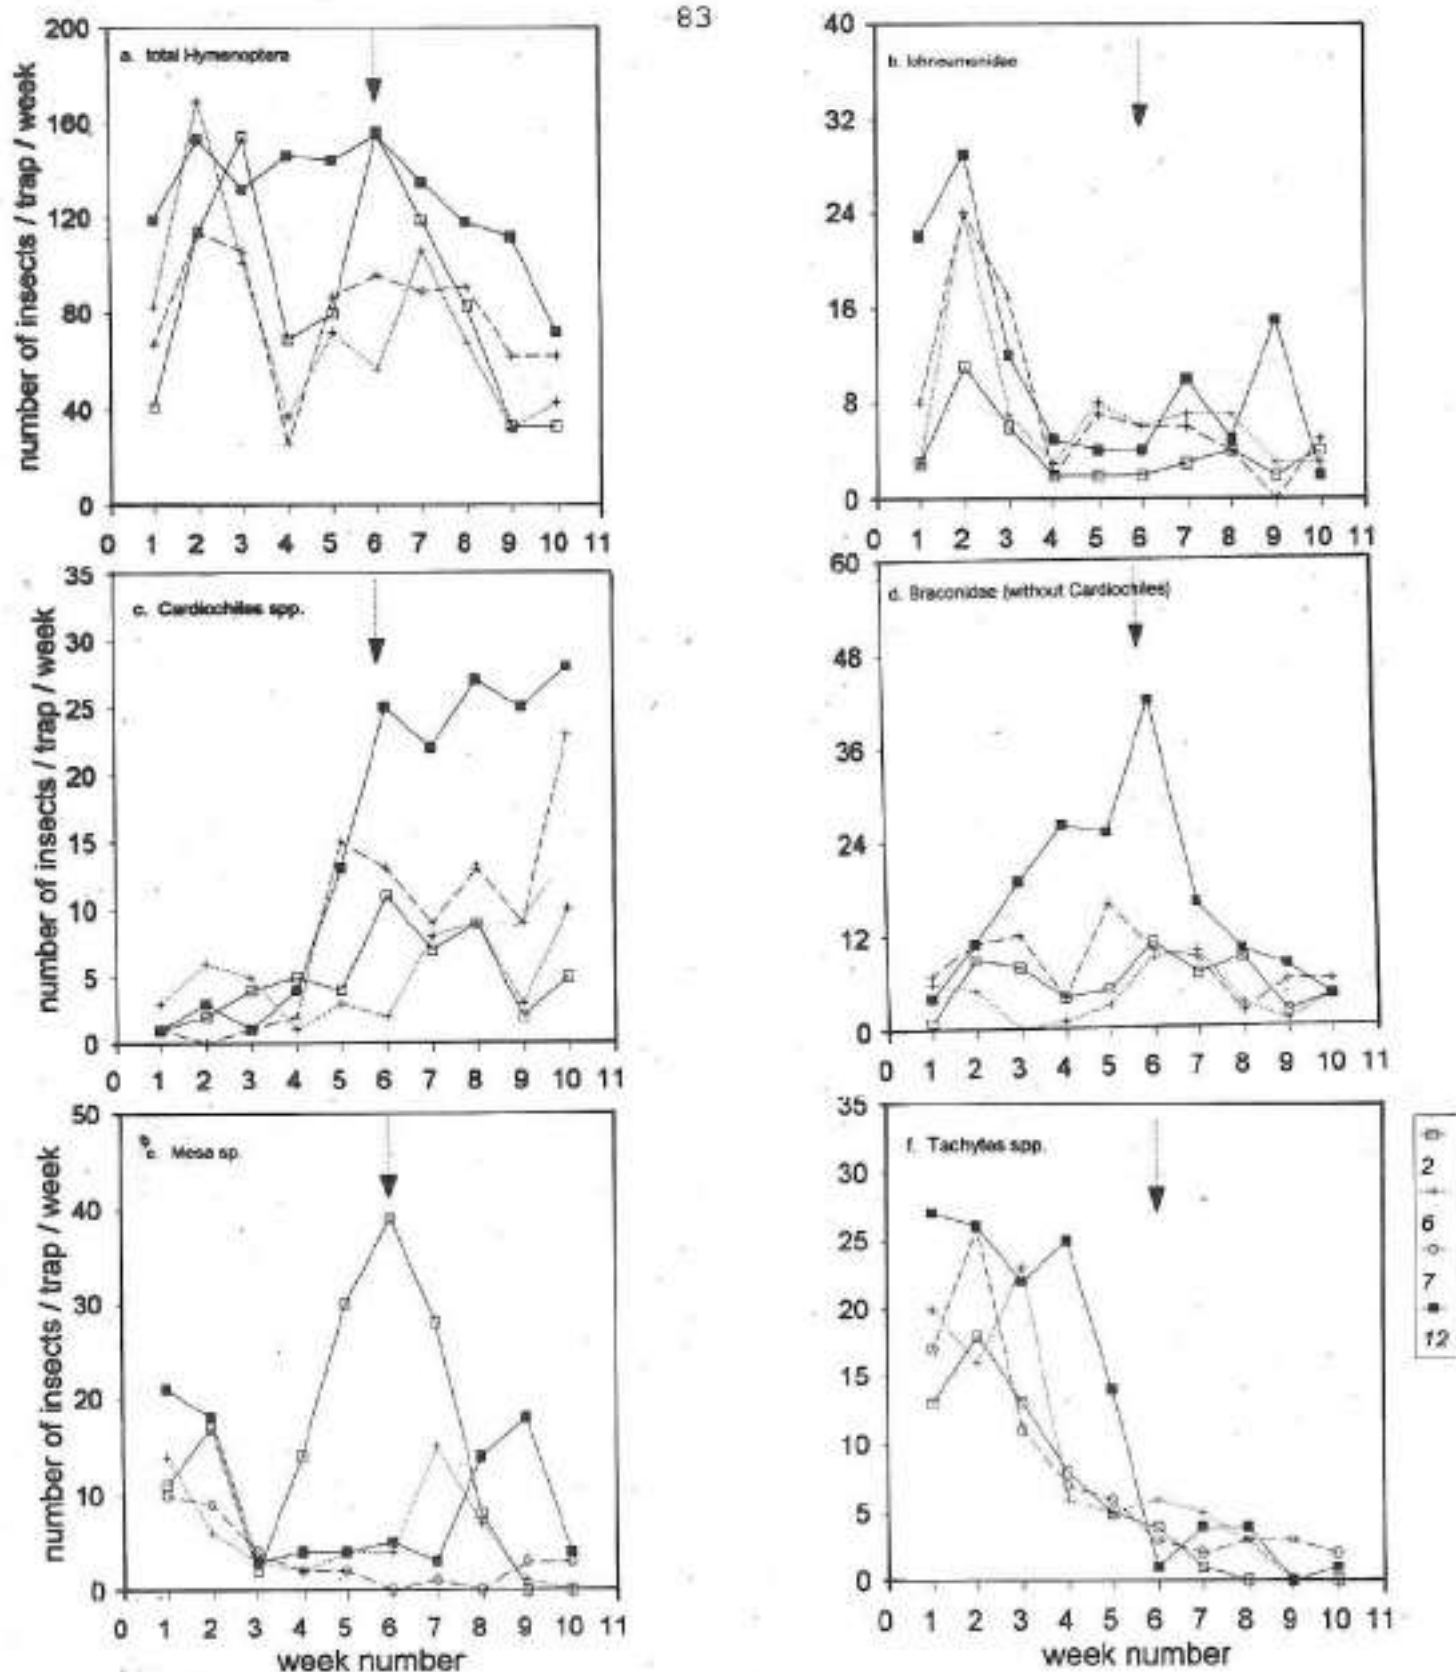 83
number of insects / trap / week
a. total Hymenoptera
200
160
120
80
40
0
0 1 2 3 4 5 6 7 8 9 10 11
b. Ichneumonidae
40
32
24
16
8
0
0 1 2 3 4 5 6 7 8 9 10 11
number of insects / trap / week
c. Cardiochiles spp.
35
30
25
20
15
10
5
0
0 1 2 3 4 5 6 7 8 9 10 11
d. Braconidae (without Cardiochiles)
60
48
36
24
12
0
0 1 2 3 4 5 6 7 8 9 10 11
number of insects / trap / week
Mesa sp.
50
40
30
20
10
0
0 1 2 3 4 5 6 7 8 9 10 11
week number
f. Tachytes spp.
35
30
25
20
15
10
5
0
0 1 2 3 4 5 6 7 8 9 10 11
week number
2
6
7
12